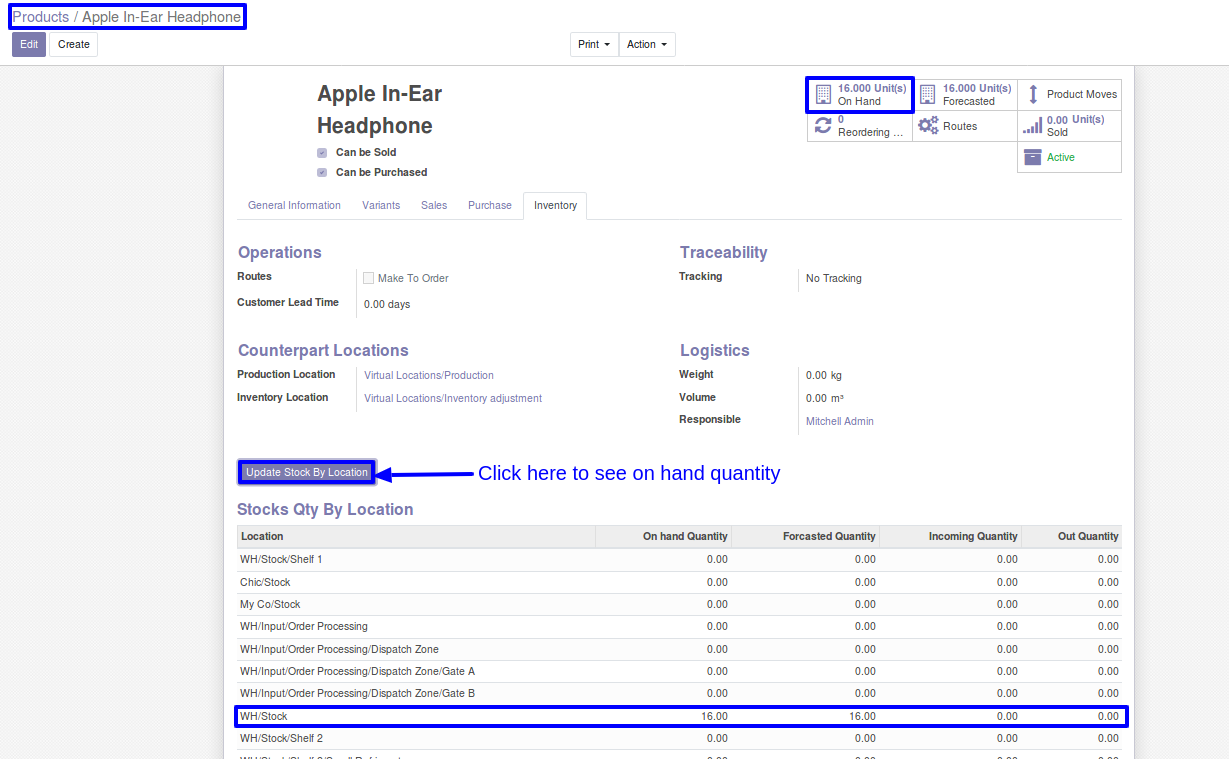 Products / Apple In-Ear Headphone
Edit Create Print Action
Apple In-Ear
Headphone
Can be Sold
Can be Purchased
16.000 Unit(s)
On Hand
16.000 Unit(s)
Forecasted
Product Moves
0
Reordering ...
Routes
0.00 Unit(s)
Sold
Active
General Information Variants Sales Purchase Inventory
Operations
Routes Make To Order
Customer Lead Time 0.00 days
Traceability
Tracking No Tracking
Counterpart Locations
Production Location Virtual Locations/Production
Inventory Location Virtual Locations/Inventory adjustment
Logistics
Weight 0.00 kg
Volume 0.00 m³
Responsible Mitchell Admin
Update Stock By Location Click here to see on hand quantity
Stocks Qty By Location
Location On hand Quantity Forcasted Quantity Incoming Quantity Out Quantity
WH/Stock/Shelf 1 0.00 0.00 0.00 0.00
Chic/Stock 0.00 0.00 0.00 0.00
My Co/Stock 0.00 0.00 0.00 0.00
WH/Input/Order Processing 0.00 0.00 0.00 0.00
WH/Input/Order Processing/Dispatch Zone 0.00 0.00 0.00 0.00
WH/Input/Order Processing/Dispatch Zone/Gate A 0.00 0.00 0.00 0.00
WH/Input/Order Processing/Dispatch Zone/Gate B 0.00 0.00 0.00 0.00
WH/Stock 16.00 16.00 0.00 0.00
WH/Stock/Shelf 2 0.00 0.00 0.00 0.00